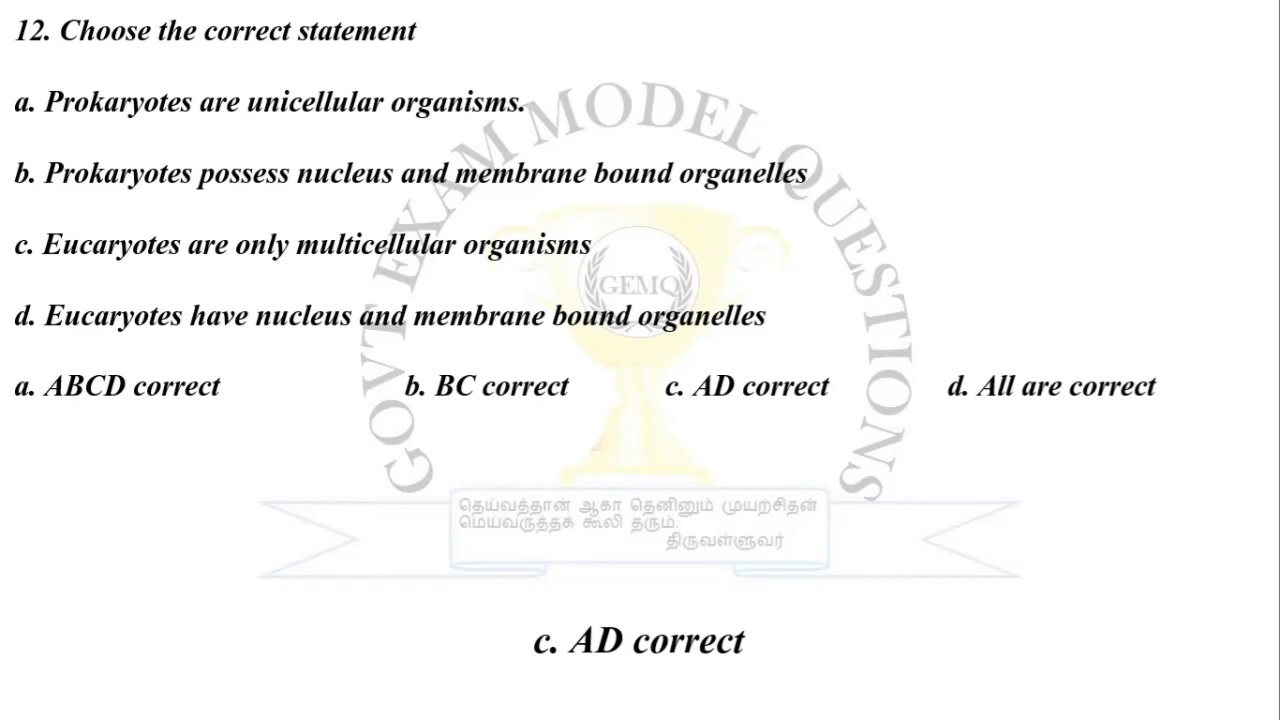 12. Choose the correct statement
a. Prokaryotes are unicellular organisms.
b. Prokaryotes possess nucleus and membrane bound organelles
c. Eucaryotes are only multicellular organisms
d. Eucaryotes have nucleus and membrane bound organelles
a. ABCD correct b. BC correct c. AD correct d. All are correct
GOVT EXAM MODEL QUESTIONS
GEMQ
தெய்வத்தான் ஆகா தெனினும் முயற்சிதன்
மெய்வருத்தக் கூலி தரும்.
திருவள்ளுவர்
c. AD correct